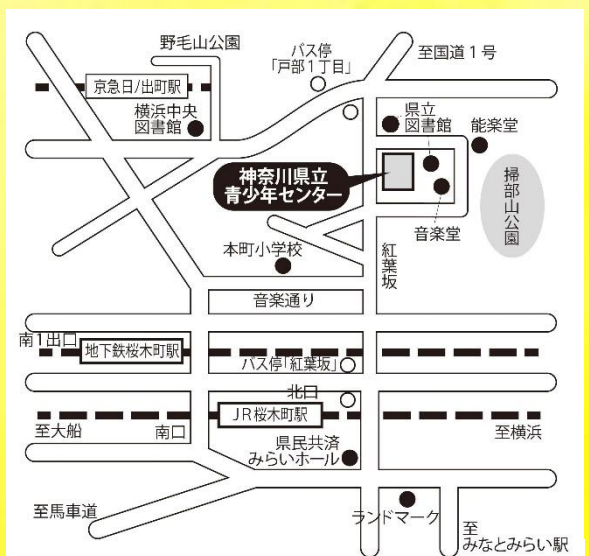 野毛山公園
バス停
「戸部1丁目」
至国道1号
京急日ノ出町駅
横浜中央
図書館
県立
図書館
能楽堂
神奈川県立
青少年センター
掃部山公園
音楽堂
本町小学校
紅葉坂
音楽通り
南1出口
地下鉄桜木町駅
バス停「紅葉坂」
北口
JR桜木町駅
至大船
南口
至横浜
県民共済
みらいホール
至馬車道
ランドマーク
至
みなとみらい駅